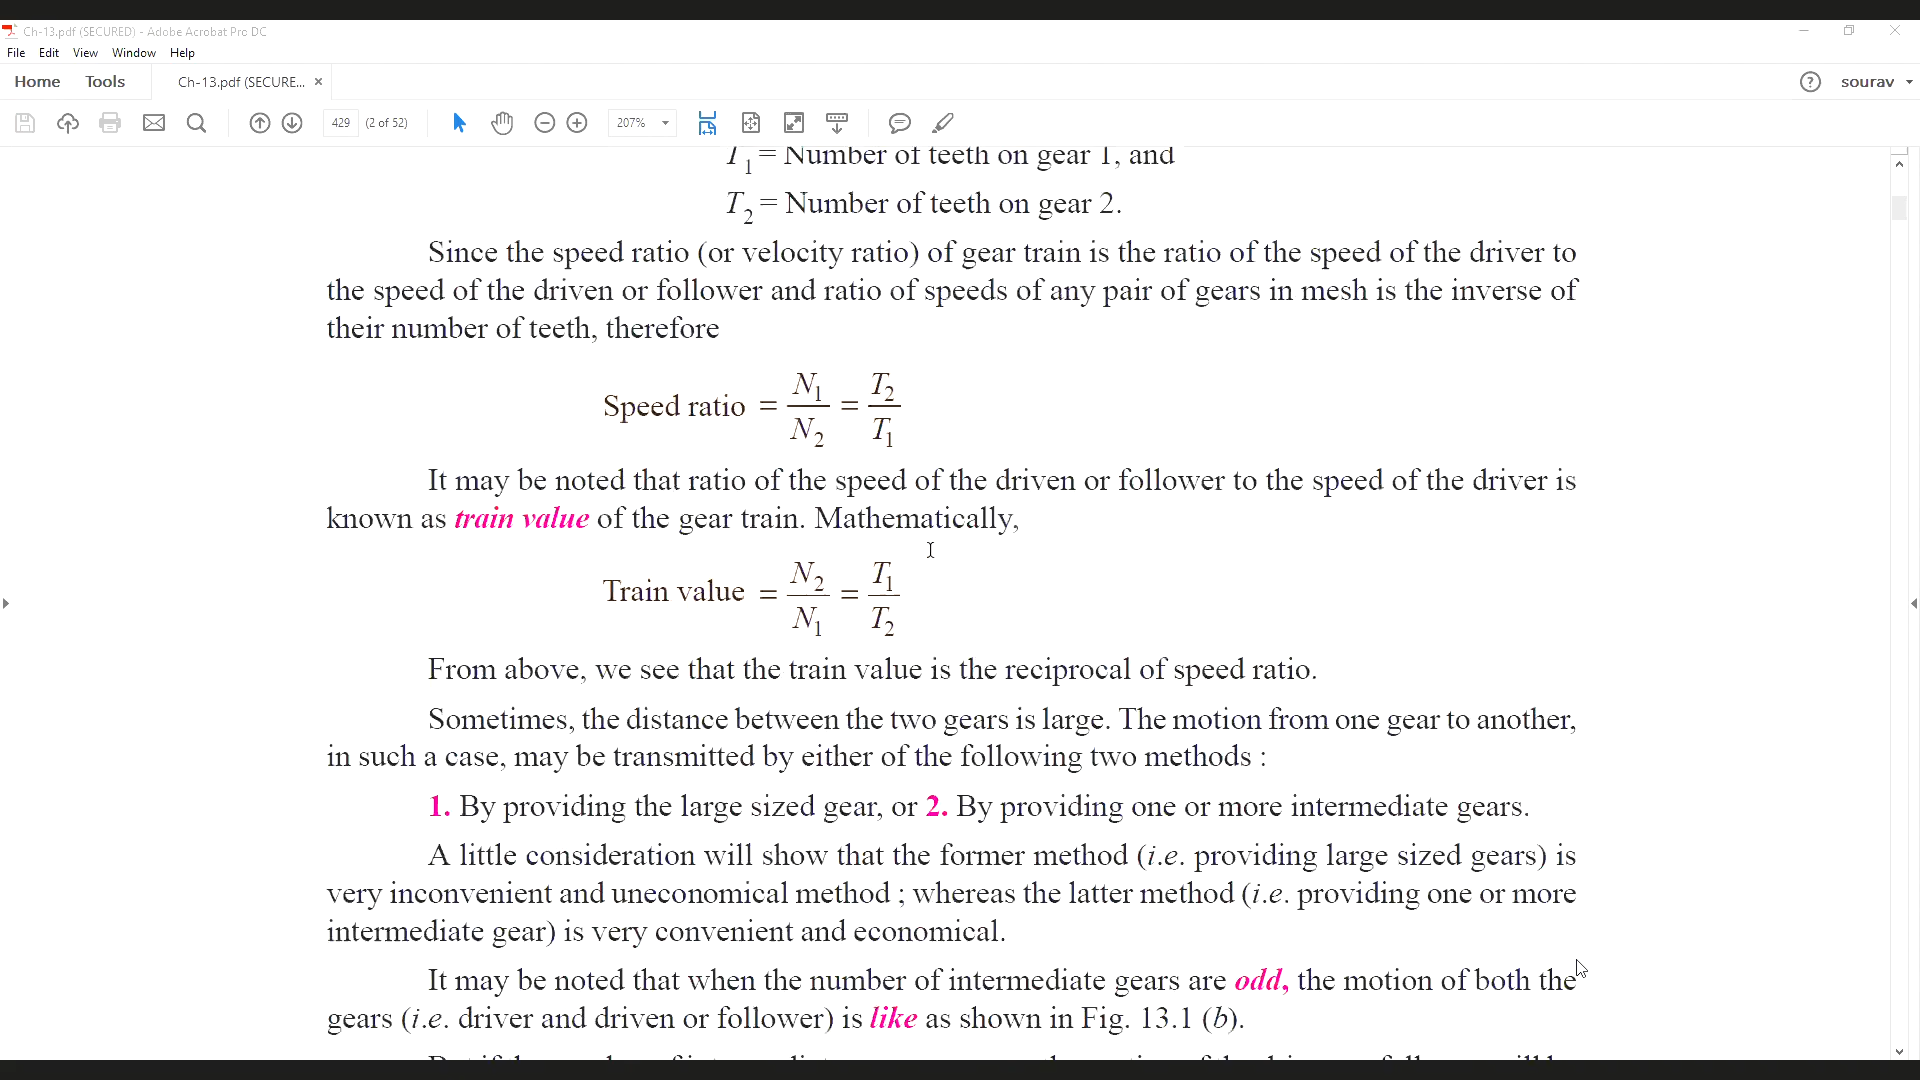 Ch-13.pdf (SECURED) - Adobe Acrobat Pro DC
File Edit View Window Help
Home Tools Ch-13.pdf (SECURE... × ? sourav
429 (2 of 52) 207%
T1 = Number of teeth on gear 1, and
T2 = Number of teeth on gear 2.
Since the speed ratio (or velocity ratio) of gear train is the ratio of the speed of the driver to
the speed of the driven or follower and ratio of speeds of any pair of gears in mesh is the inverse of
their number of teeth, therefore
Speed ratio = N1/N2 = T2/T1
It may be noted that ratio of the speed of the driven or follower to the speed of the driver is
known as train value of the gear train. Mathematically,
Train value = N2/N1 = T1/T2
From above, we see that the train value is the reciprocal of speed ratio.
Sometimes, the distance between the two gears is large. The motion from one gear to another,
in such a case, may be transmitted by either of the following two methods :
1. By providing the large sized gear, or 2. By providing one or more intermediate gears.
A little consideration will show that the former method (i.e. providing large sized gears) is
very inconvenient and uneconomical method ; whereas the latter method (i.e. providing one or more
intermediate gear) is very convenient and economical.
It may be noted that when the number of intermediate gears are odd, the motion of both the
gears (i.e. driver and driven or follower) is like as shown in Fig. 13.1 (b).